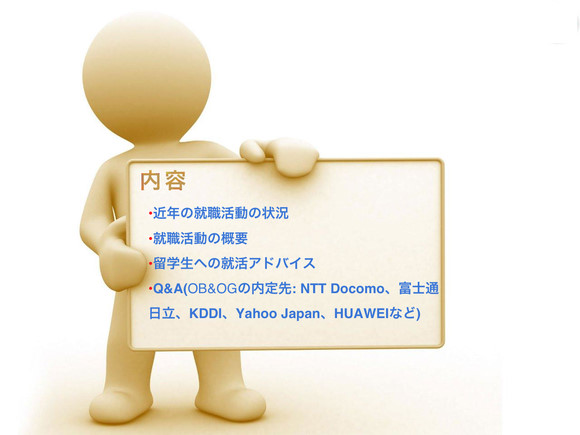 内容
•近年の就職活動の状況
•就職活動の概要
•留学生への就活アドバイス
•Q&A(OB&OGの内定先: NTT Docomo、富士通
日立、KDDI、Yahoo Japan、HUAWEIなど)